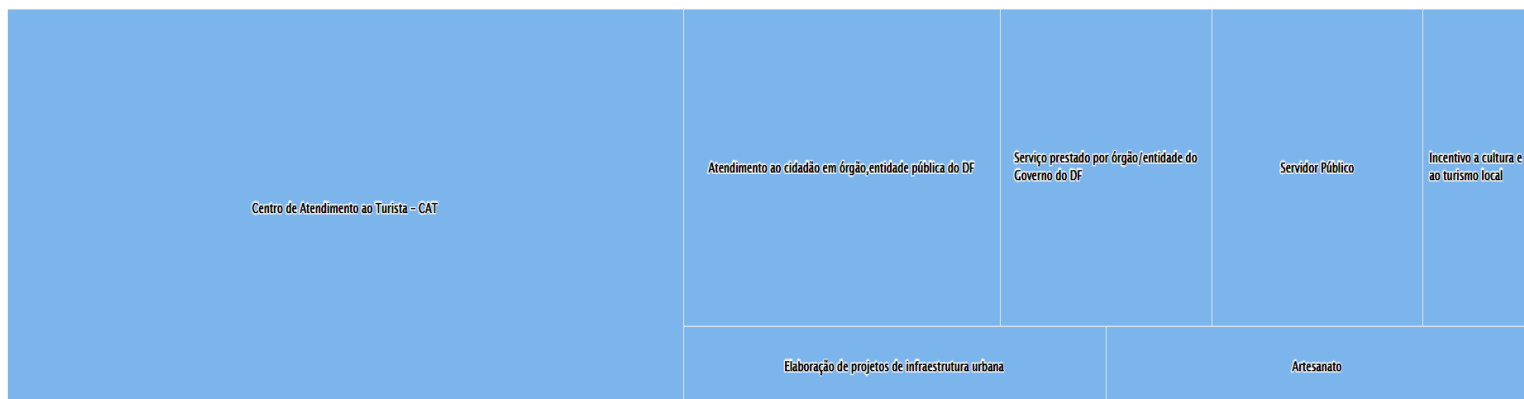 Centro de Atendimento ao Turista - CAT
Atendimento ao cidadão em órgão,entidade pública do DF
Serviço prestado por órgão/entidade do
Governo do DF
Servidor Público
Incentivo a cultura e
ao turismo local
Elaboração de projetos de infraestrutura urbana
Artesanato